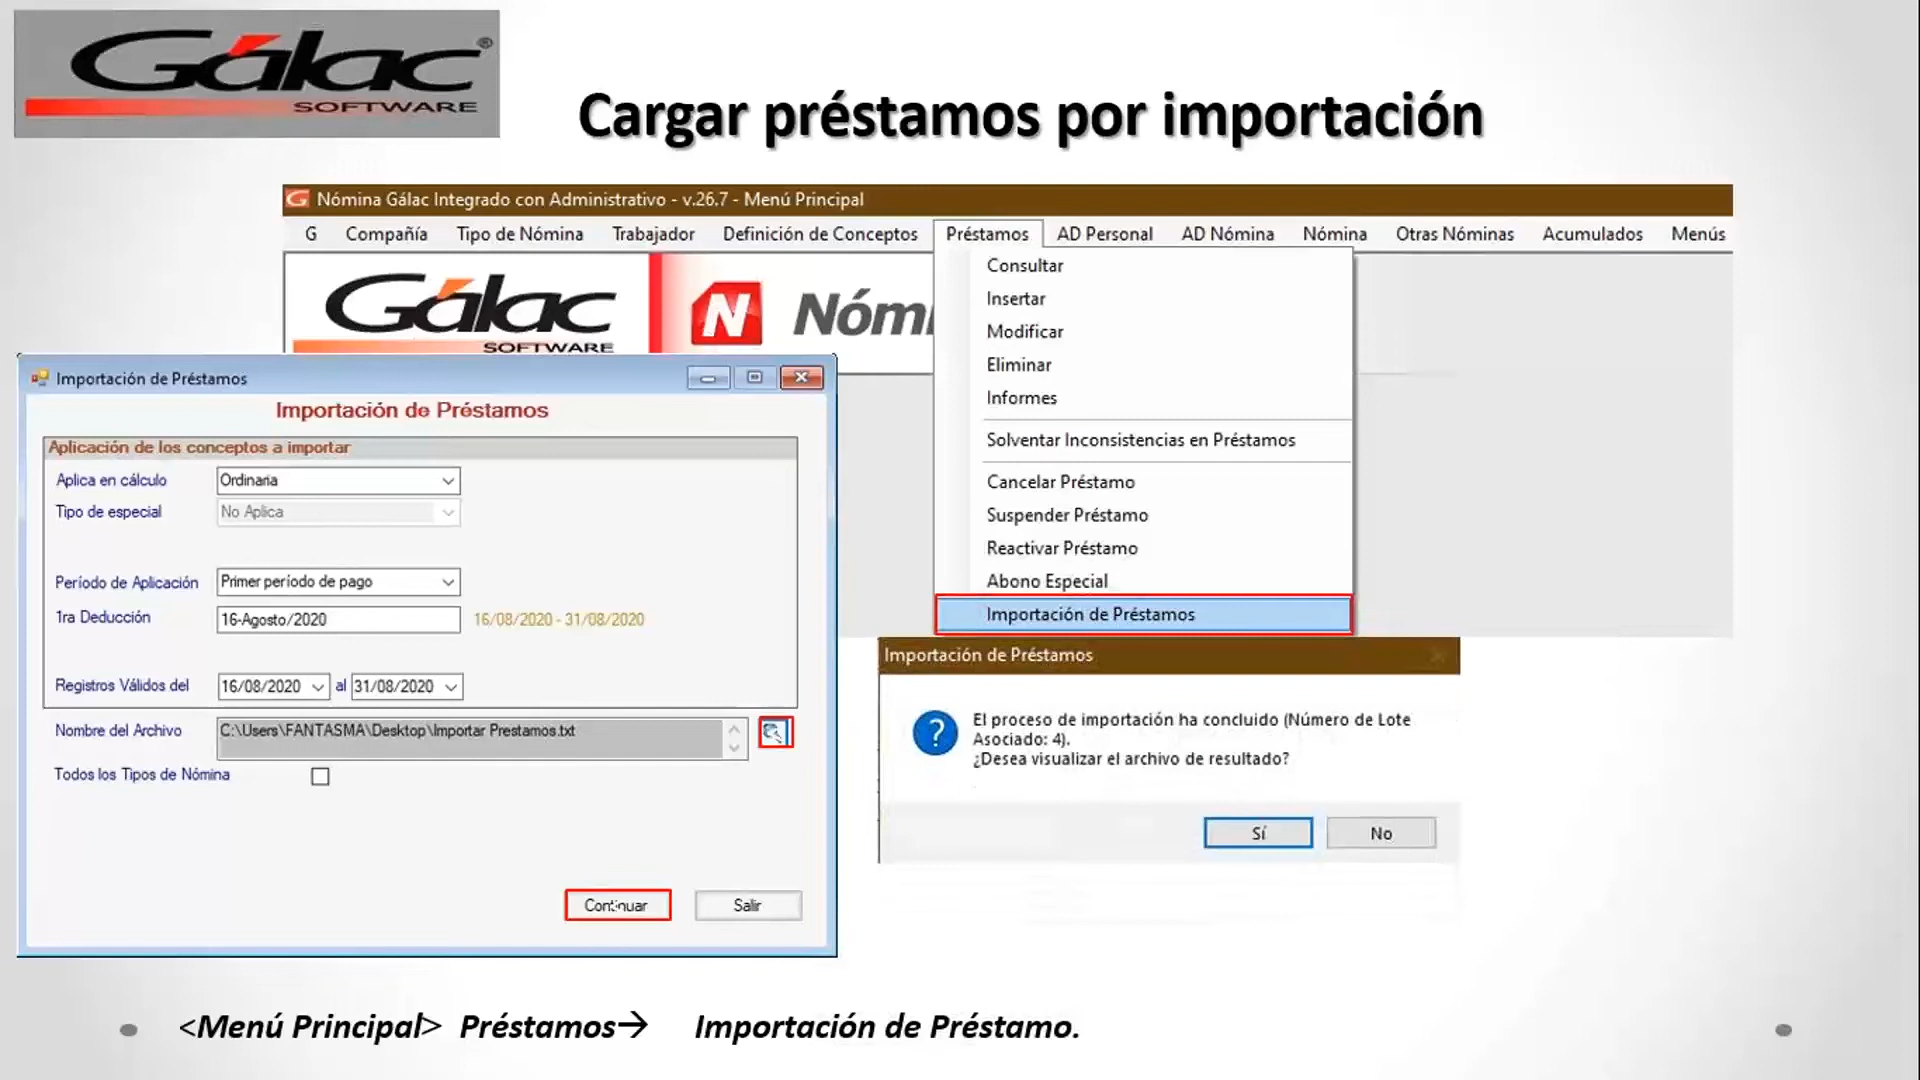 Gálac®
SOFTWARE
Cargar préstamos por importación
Nómina Gálac Integrado con Administrativo - v.26.7 - Menú Principal
G Compañía Tipo de Nómina Trabajador Definición de Conceptos Préstamos AD Personal AD Nómina Nómina Otras Nóminas Acumulados Menús
Gálac
SOFTWARE
N Nómi
Consultar
Insertar
Modificar
Eliminar
Informes
Solventar Inconsistencias en Préstamos
Cancelar Préstamo
Suspender Préstamo
Reactivar Préstamo
Abono Especial
Importación de Préstamos
Importación de Préstamos
Importación de Préstamos
Aplicación de los conceptos a importar
Aplica en cálculo Ordinaria
Tipo de especial No Aplica
Período de Aplicación Primer período de pago
1ra Deducción 16-Agosto/2020 16/08/2020 - 31/08/2020
Registros Válidos del 16/08/2020 al 31/08/2020
Nombre del Archivo C:\Users\FANTASMA\Desktop\Importar Prestamos.txt
Todos los Tipos de Nómina
Continuar Salir
Importación de Préstamos
El proceso de importación ha concluido (Número de Lote
Asociado: 4).
¿Desea visualizar el archivo de resultado?
Sí No
<Menú Principal> Préstamos→ Importación de Préstamo.